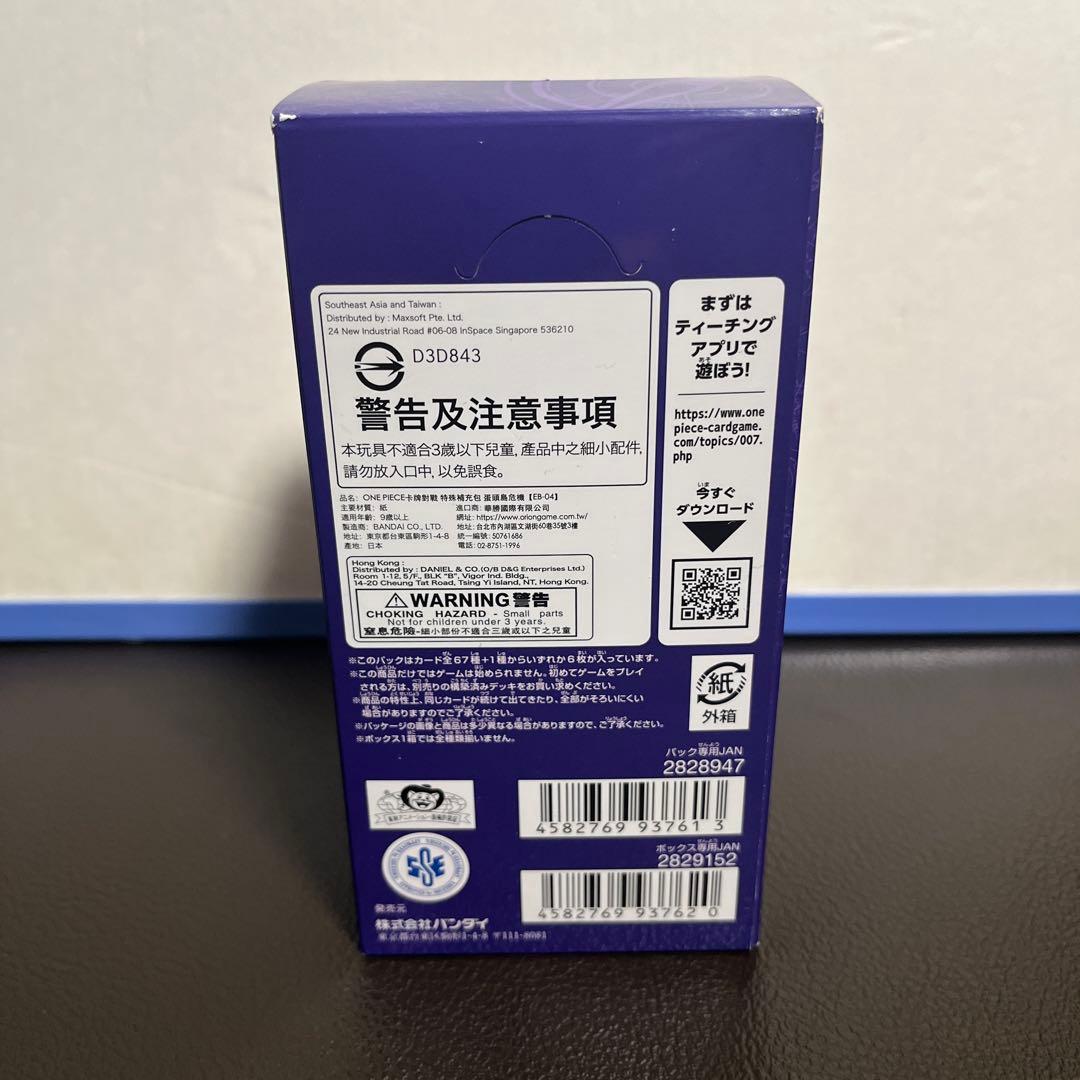 Southeast Asia and Taiwan :
Distributed by : Maxsoft Pte. Ltd.
24 New Industrial Road #06-08 InSpace Singapore 536210
D3D843
警告及注意事項
本玩具不適合3歲以下兒童, 產品中之細小配件,
請勿放入口中, 以免誤食。
品名: ONE PIECE卡牌對戰 特殊補充包 蛋頭島危機【EB-04】
主要材質: 紙 進口商: 華勝國際有限公司
適用年齡: 9歲以上 網址: https://www.oriongame.com.tw/
製造商: BANDAI CO., LTD. 地址: 台北市內湖區文湖街60巷35號3樓
地址: 東京都台東區駒形1-4-8 統一編號: 50761686
產地: 日本 電話: 02-8751-1996
Hong Kong :
Distributed by : DANIEL & CO.(O/B D&G Enterprises Ltd.)
Room 1-12, 5/F., BLK "B", Vigor Ind. Bldg.,
14-20 Cheung Tat Road, Tsing Yi Island, NT, Hong Kong.
WARNING 警告
CHOKING HAZARD - Small parts
Not for children under 3 years.
窒息危險-細小部份不適合三歲或以下之兒童
まずは
ティーチング
アプリで
遊ぼう!
https://www.one
piece-cardgame.
com/topics/007.
php
今すぐ
ダウンロード
※このパックはカード全67種+1種からいずれか6枚が入っています。
※この商品だけではゲームは始められません。初めてゲームをプレイ
される方は、別売りの構築済みデッキをお買い求めください。
※商品の特性上、同じカードが続けて出てきたり、全部がそろいにくい
場合がありますのでご了承ください。
※パッケージの画像と商品は多少異なる場合がありますので、ご了承ください。
※ボックス1箱では全種類揃いません。
紙
外箱
パック専用JAN
2828947
4582769 93761 3
ボックス専用JAN
2829152
4582769 93762 0
発売元
株式会社バンダイ